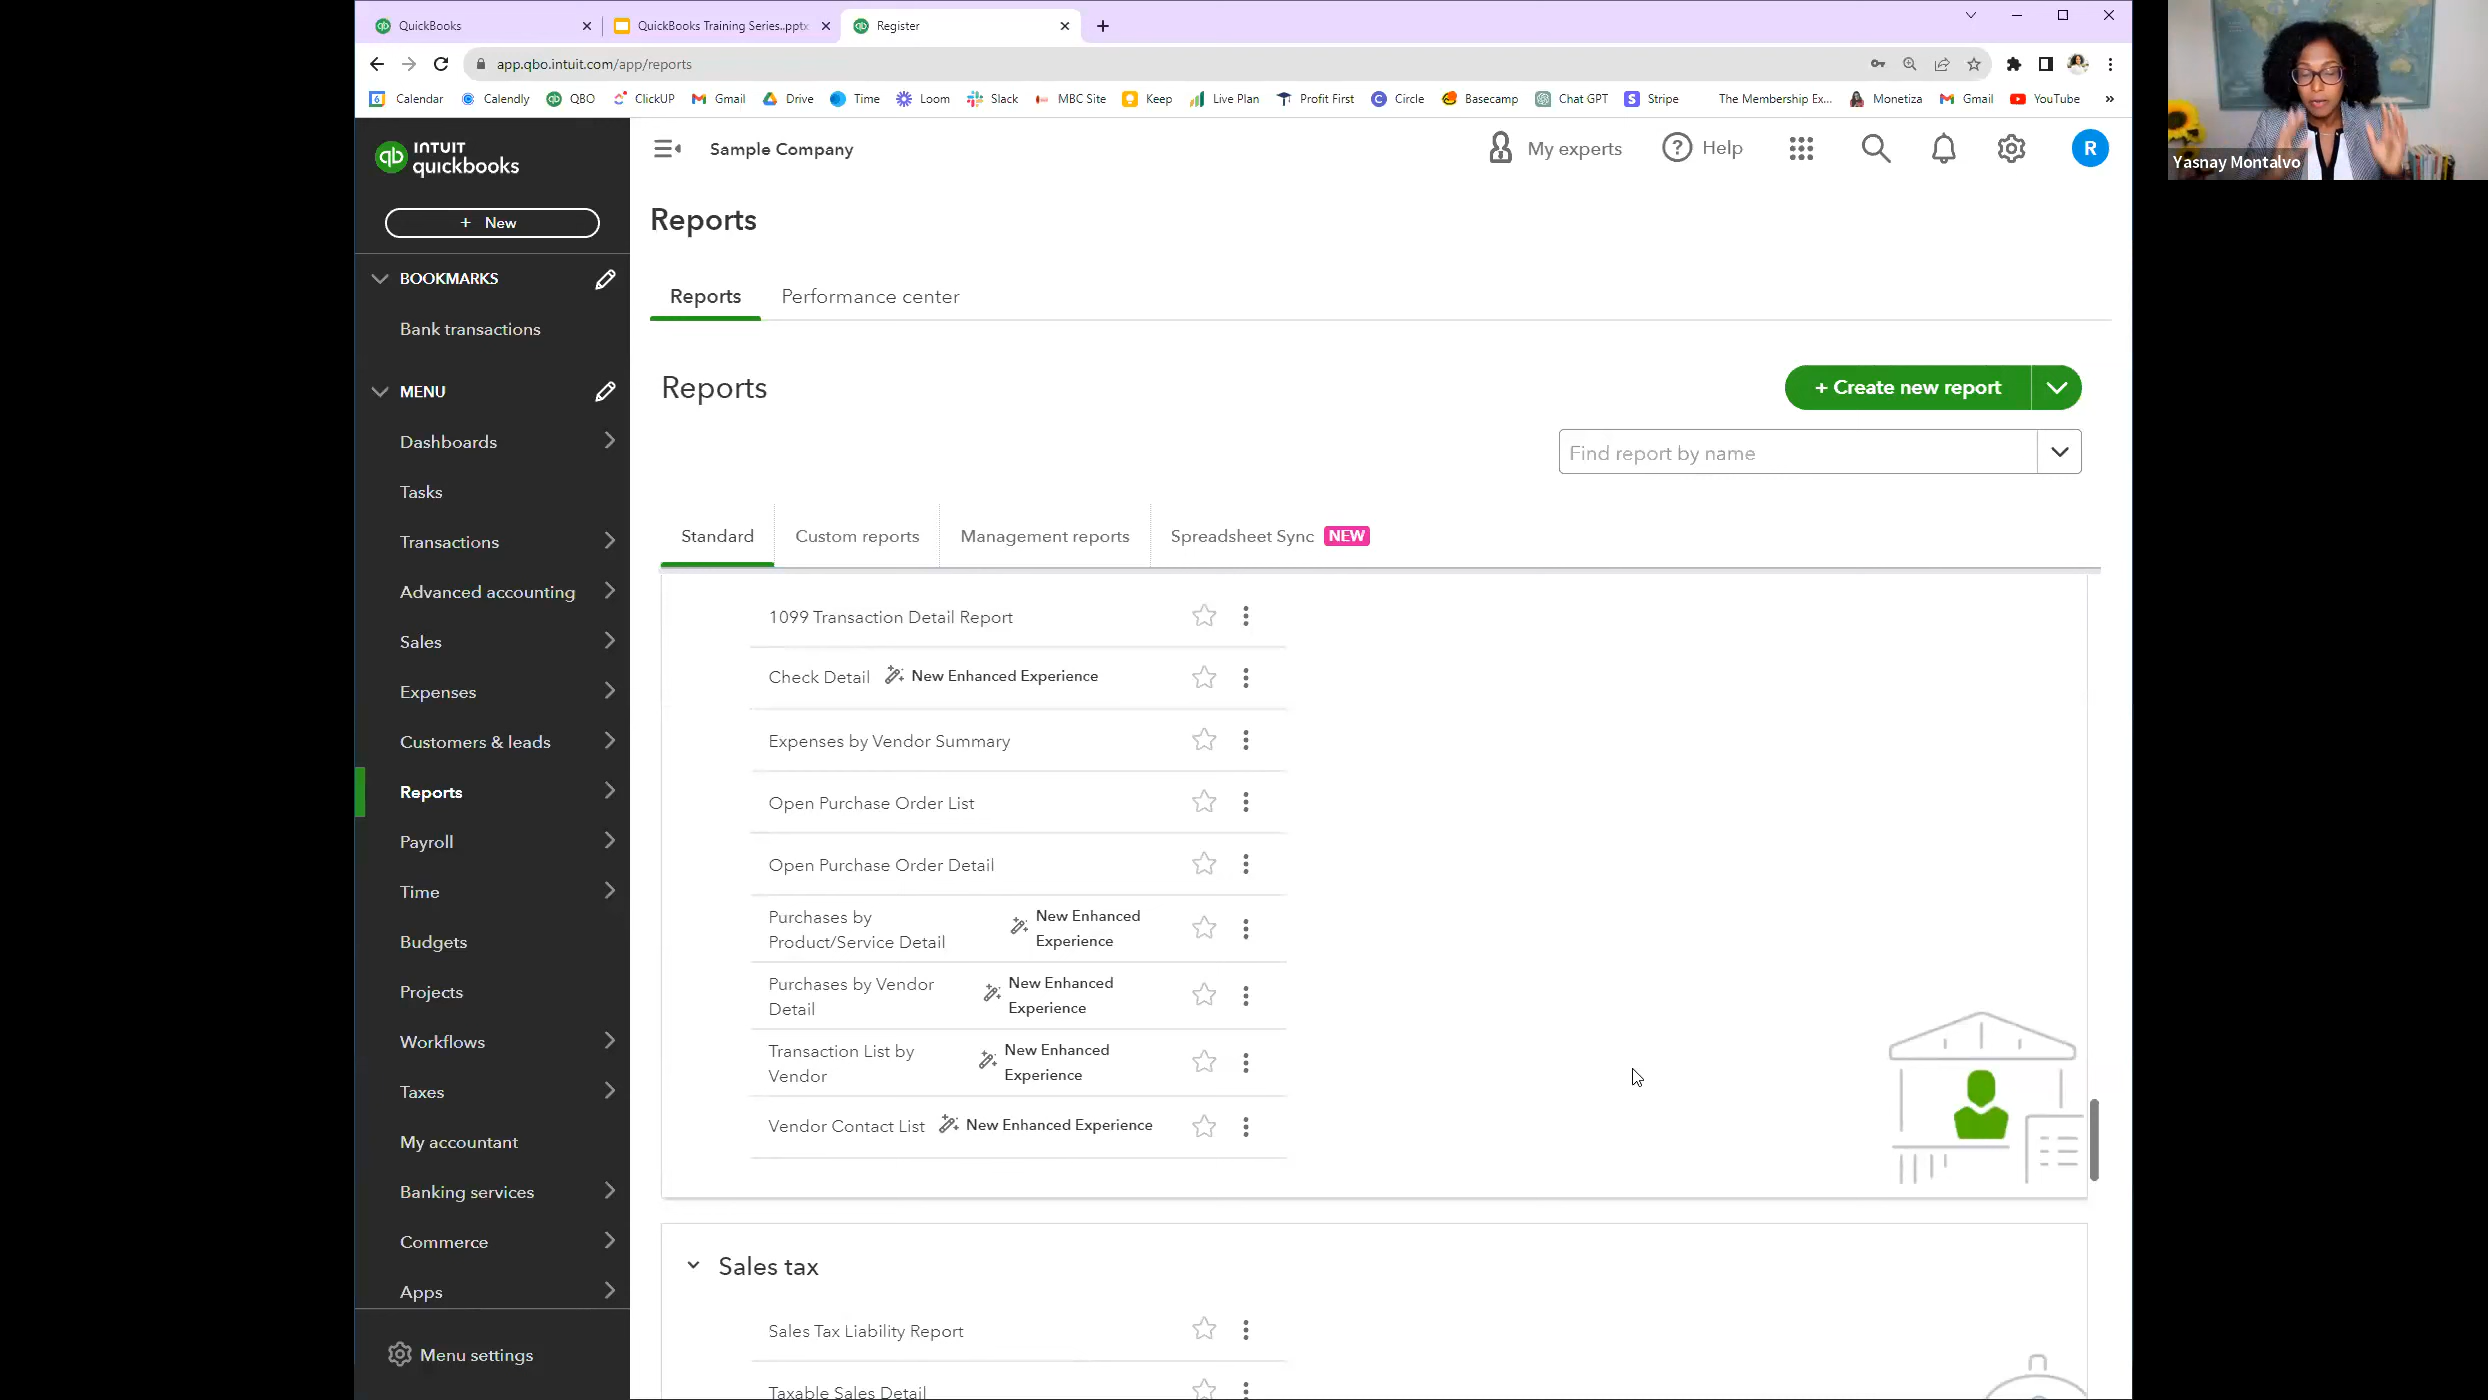 QuickBooks
QuickBooks Training Series..pptx
Register
app.qbo.intuit.com/app/reports
Calendar
Calendly
QBO
ClickUP
Gmail
Drive
Time
Loom
Slack
MBC Site
Keep
Live Plan
Profit First
Circle
Basecamp
Chat GPT
Stripe
The Membership Ex...
Monetiza
Gmail
YouTube
»
Yasnay Montalvo
qb INTUIT
quickbooks
+ New
BOOKMARKS
Bank transactions
MENU
Dashboards
Tasks
Transactions
Advanced accounting
Sales
Expenses
Customers & leads
Reports
Payroll
Time
Budgets
Projects
Workflows
Taxes
My accountant
Banking services
Commerce
Apps
Menu settings
Sample Company
My experts
Help
R
Reports
Reports
Performance center
Reports
+ Create new report
Find report by name
Standard
Custom reports
Management reports
Spreadsheet Sync NEW
1099 Transaction Detail Report
Check Detail New Enhanced Experience
Expenses by Vendor Summary
Open Purchase Order List
Open Purchase Order Detail
Purchases by
Product/Service Detail
New Enhanced
Experience
Purchases by Vendor
Detail
New Enhanced
Experience
Transaction List by
Vendor
New Enhanced
Experience
Vendor Contact List New Enhanced Experience
Sales tax
Sales Tax Liability Report
Taxable Sales Detail